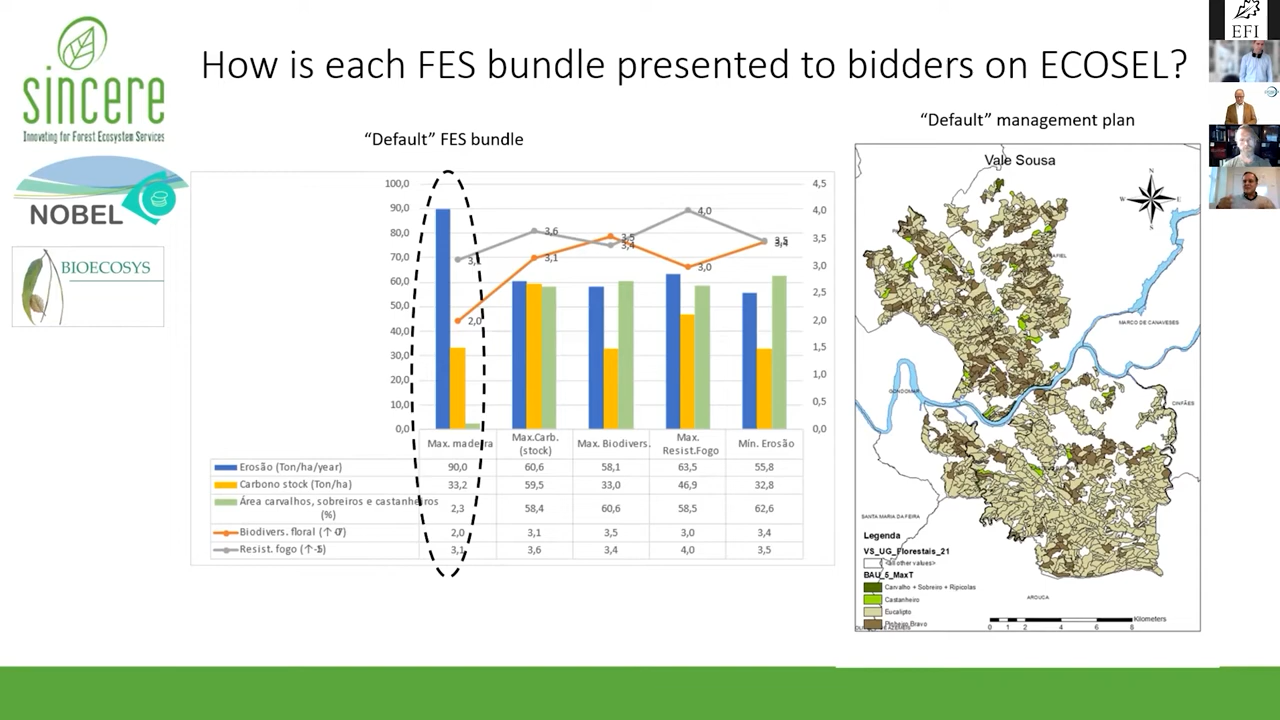 How is each FES bundle presented to bidders on ECOSEL?
EFI
sincere
Innovating for Forest Ecosystem Services
NOBEL
BIOECOSYS
"Default" FES bundle
100,0
90,0
80,0
70,0
60,0
50,0
40,0
30,0
20,0
10,0
0,0
4,5
4,0
3,5
3,0
2,5
2,0
1,5
1,0
0,5
0,0
3,1
2,0
3,6
3,1
3,5
3,4
4,0
3,0
3,5
3,4
Max. madeira
Max.Carb. (stock)
Max. Biodivers.
Max. Resist.Fogo
Mín. Erosão
Erosão (Ton/ha/year) 90,0 60,6 58,1 63,5 55,8
Carbono stock (Ton/ha) 33,2 59,5 33,0 46,9 32,8
Área carvalhos, sobreiros e castanheiros (%) 2,3 58,4 60,6 58,5 62,6
Biodivers. floral 2,0 3,1 3,5 3,0 3,4
Resist. fogo 3,1 3,6 3,4 4,0 3,5
"Default" management plan
Vale Sousa
N
W
E
S
MARCO DE CANAVESES
GONDOMAR
CINFÃES
SANTA MARIA DA FEIRA
AROUCA
Legenda
VS_UG_Florestais_21
<all other values>
BAU_5_MaxT
Carvalho + Sobreiro + Ripicolas
Castanheiro
Eucalipto
Pinheiro Bravo
0 1 2 4 6 8
Kilometers